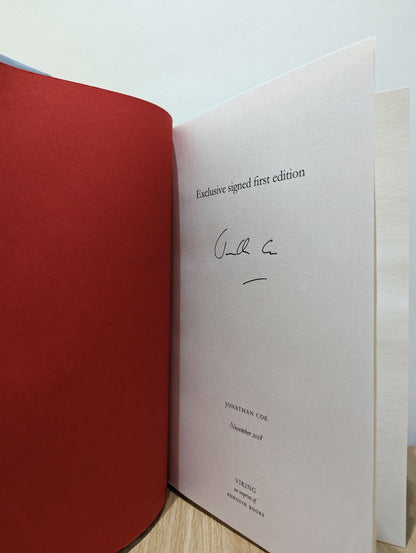 Exclusive signed first edition
JONATHAN COE
November 2018
VIKING
an imprint of
PENGUIN BOOKS